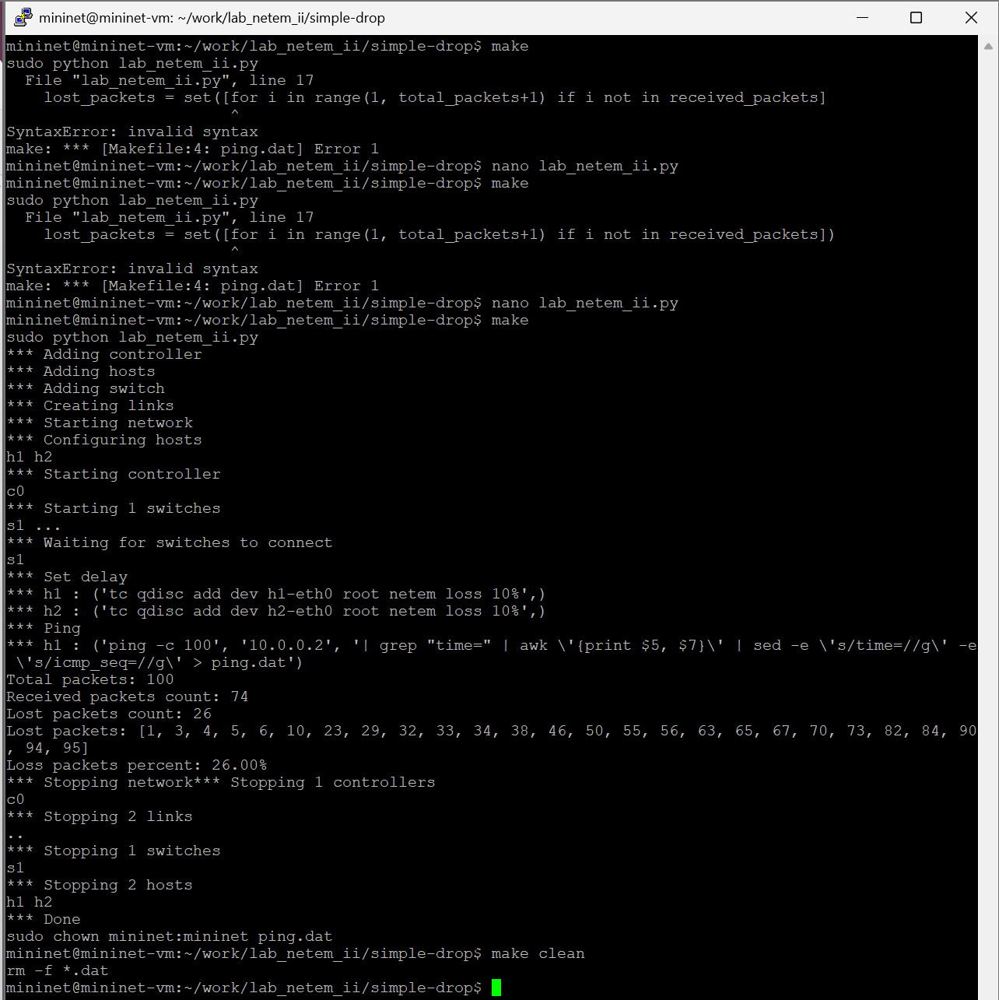 mininet@mininet-vm: ~/work/lab_netem_ii/simple-drop
mininet@mininet-vm:~/work/lab_netem_ii/simple-drop$ make
sudo python lab_netem_ii.py
  File "lab_netem_ii.py", line 17
    lost_packets = set([for i in range(1, total_packets+1) if i not in received_packets]
                        ^
SyntaxError: invalid syntax
make: *** [Makefile:4: ping.dat] Error 1
mininet@mininet-vm:~/work/lab_netem_ii/simple-drop$ nano lab_netem_ii.py
mininet@mininet-vm:~/work/lab_netem_ii/simple-drop$ make
sudo python lab_netem_ii.py
  File "lab_netem_ii.py", line 17
    lost_packets = set([for i in range(1, total_packets+1) if i not in received_packets])
                        ^
SyntaxError: invalid syntax
make: *** [Makefile:4: ping.dat] Error 1
mininet@mininet-vm:~/work/lab_netem_ii/simple-drop$ nano lab_netem_ii.py
mininet@mininet-vm:~/work/lab_netem_ii/simple-drop$ make
sudo python lab_netem_ii.py
*** Adding controller
*** Adding hosts
*** Adding switch
*** Creating links
*** Starting network
*** Configuring hosts
h1 h2
*** Starting controller
c0
*** Starting 1 switches
s1 ...
*** Waiting for switches to connect
s1
*** Set delay
*** h1 : ('tc qdisc add dev h1-eth0 root netem loss 10%',)
*** h2 : ('tc qdisc add dev h2-eth0 root netem loss 10%',)
*** Ping
*** h1 : ('ping -c 100', '10.0.0.2', '| grep "time=" | awk \'{print $5, $7}\' | sed -e \'s/time=//g\' -e
 \'s/icmp_seq=//g\' > ping.dat')
Total packets: 100
Received packets count: 74
Lost packets count: 26
Lost packets: [1, 3, 4, 5, 6, 10, 23, 29, 32, 33, 34, 38, 46, 50, 55, 56, 63, 65, 67, 70, 73, 82, 84, 90
, 94, 95]
Loss packets percent: 26.00%
*** Stopping network*** Stopping 1 controllers
c0
*** Stopping 2 links
..
*** Stopping 1 switches
s1
*** Stopping 2 hosts
h1 h2
*** Done
sudo chown mininet:mininet ping.dat
mininet@mininet-vm:~/work/lab_netem_ii/simple-drop$ make clean
rm -f *.dat
mininet@mininet-vm:~/work/lab_netem_ii/simple-drop$